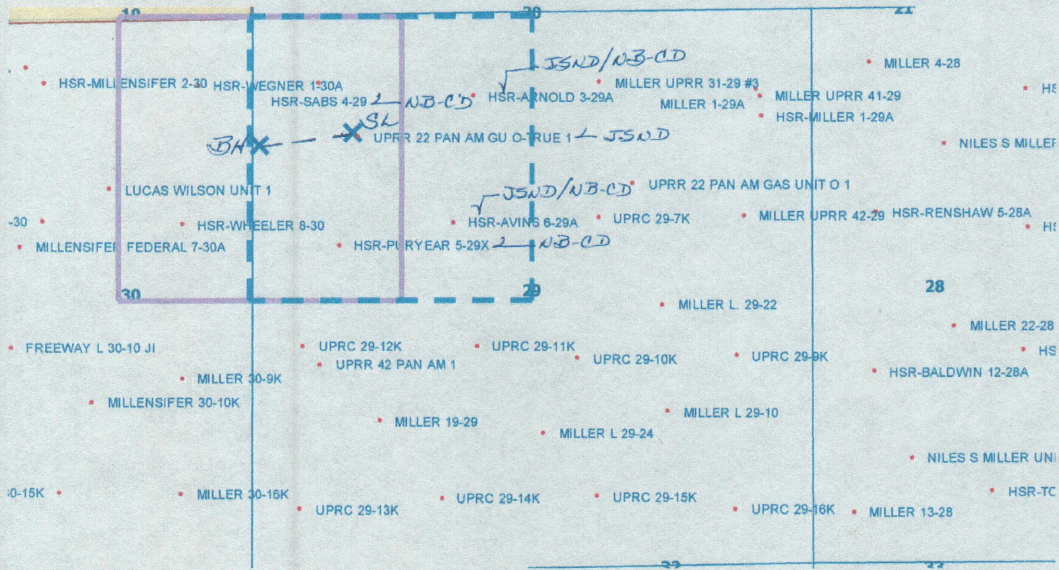 19
20
21
JSND/NB-CD
HSR-MILLENSIFER 2-30
HSR-WEGNER 1-30A
HSR-SABS 4-29
NB-CD
HSR-ARNOLD 3-29A
MILLER UPRR 31-29 #3
MILLER 1-29A
MILLER UPRR 41-29
MILLER 4-28
HSR-MILLER 1-29A
BH
SL
UPRR 22 PAN AM GU O-TRUE 1
JSND
NILES S MILLER
LUCAS WILSON UNIT 1
JSND/NB-CD
UPRR 22 PAN AM GAS UNIT O 1
-30
HSR-WHEELER 8-30
HSR-AVINS 6-29A
UPRC 29-7K
MILLER UPRR 42-29
HSR-RENSHAW 5-28A
MILLENSIFER FEDERAL 7-30A
HSR-PURYEAR 5-29X
NB-CD
30
29
28
MILLER L. 29-22
MILLER 22-28
FREEWAY L 30-10 JI
UPRC 29-12K
UPRC 29-11K
UPRC 29-10K
UPRC 29-9K
HS
UPRR 42 PAN AM 1
MILLER 30-9K
HSR-BALDWIN 12-28A
MILLENSIFER 30-10K
MILLER 19-29
MILLER L 29-10
MILLER L 29-24
NILES S MILLER UNI
30-15K
MILLER 30-16K
UPRC 29-13K
UPRC 29-14K
UPRC 29-15K
UPRC 29-16K
MILLER 13-28
HSR-TO
32
33